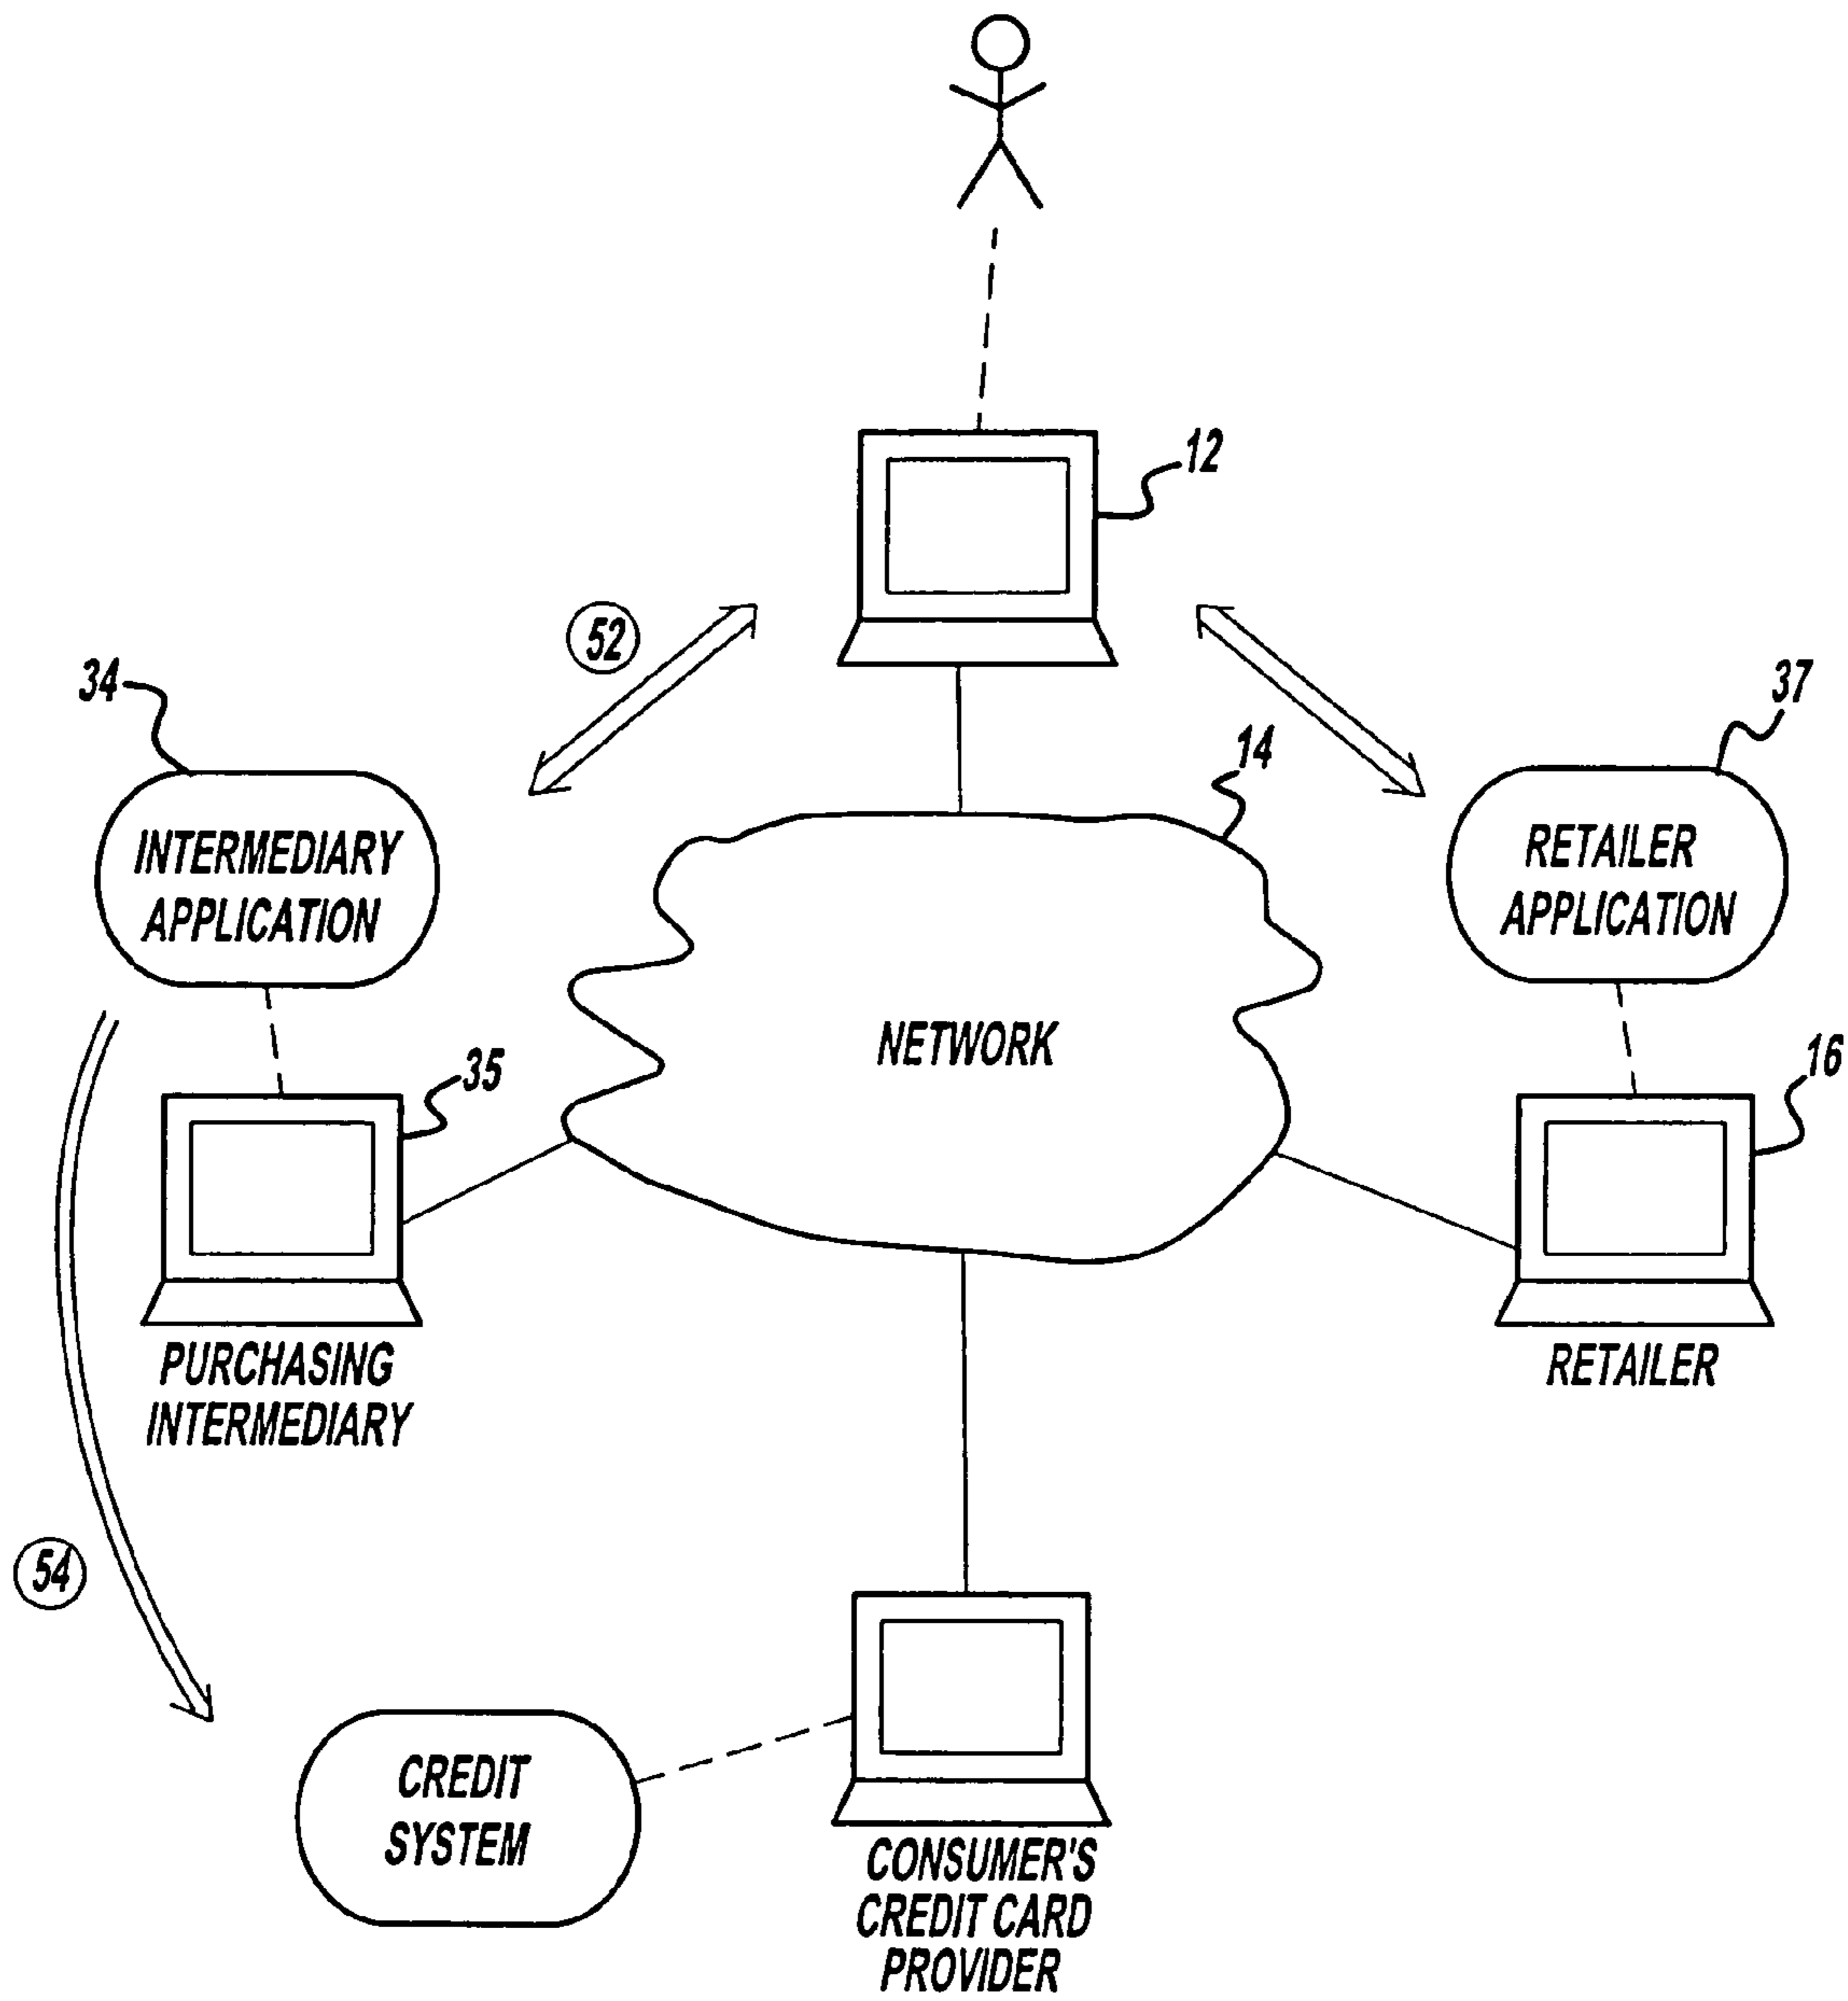 12
52
34
37
14
INTERMEDIARY
APPLICATION
RETAILER
APPLICATION
NETWORK
35
16
PURCHASING
INTERMEDIARY
RETAILER
54
CREDIT
SYSTEM
CONSUMER'S
CREDIT CARD
PROVIDER